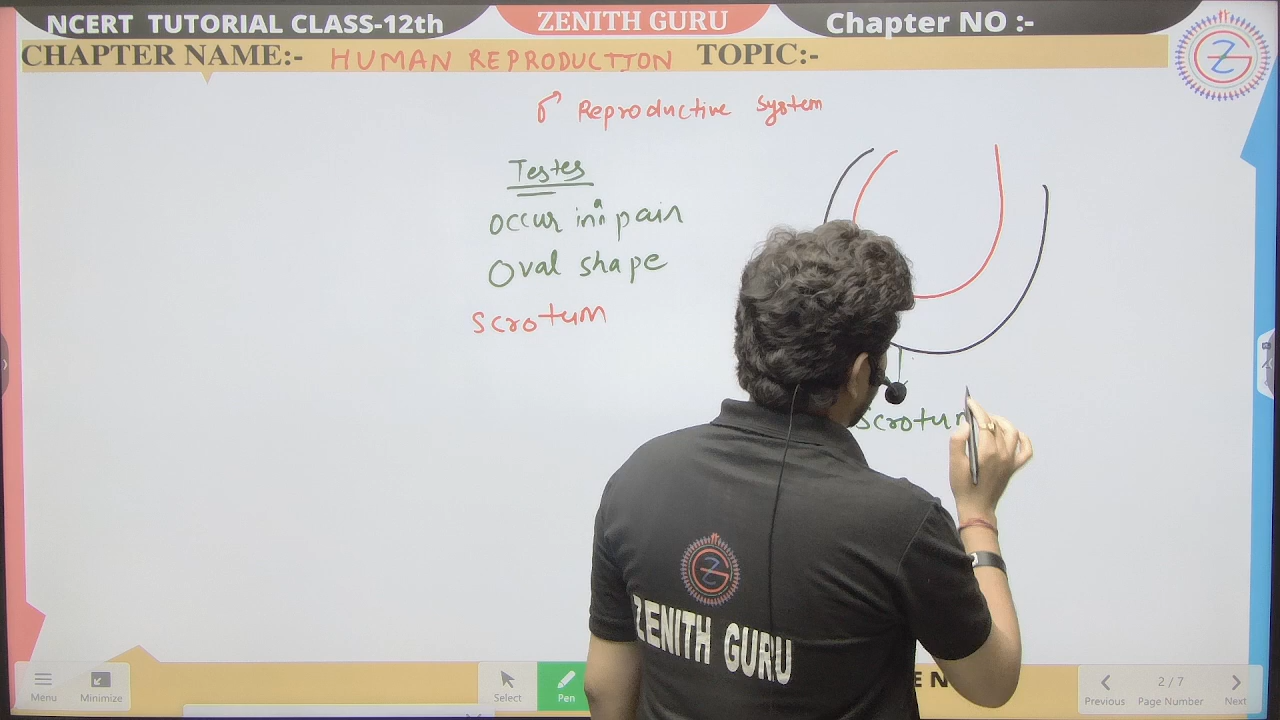 NCERT TUTORIAL CLASS-12th
ZENITH GURU
Chapter NO :-
CHAPTER NAME:- HUMAN REPRODUCTION TOPIC:-
♂ Reproductive System
Testes
Occur in a pain
Oval shape
Scrotum
Scrotum
ZENITH GURU
Menu
Minimize
Select
Pen
Previous
2 / 7
Page Number
Next